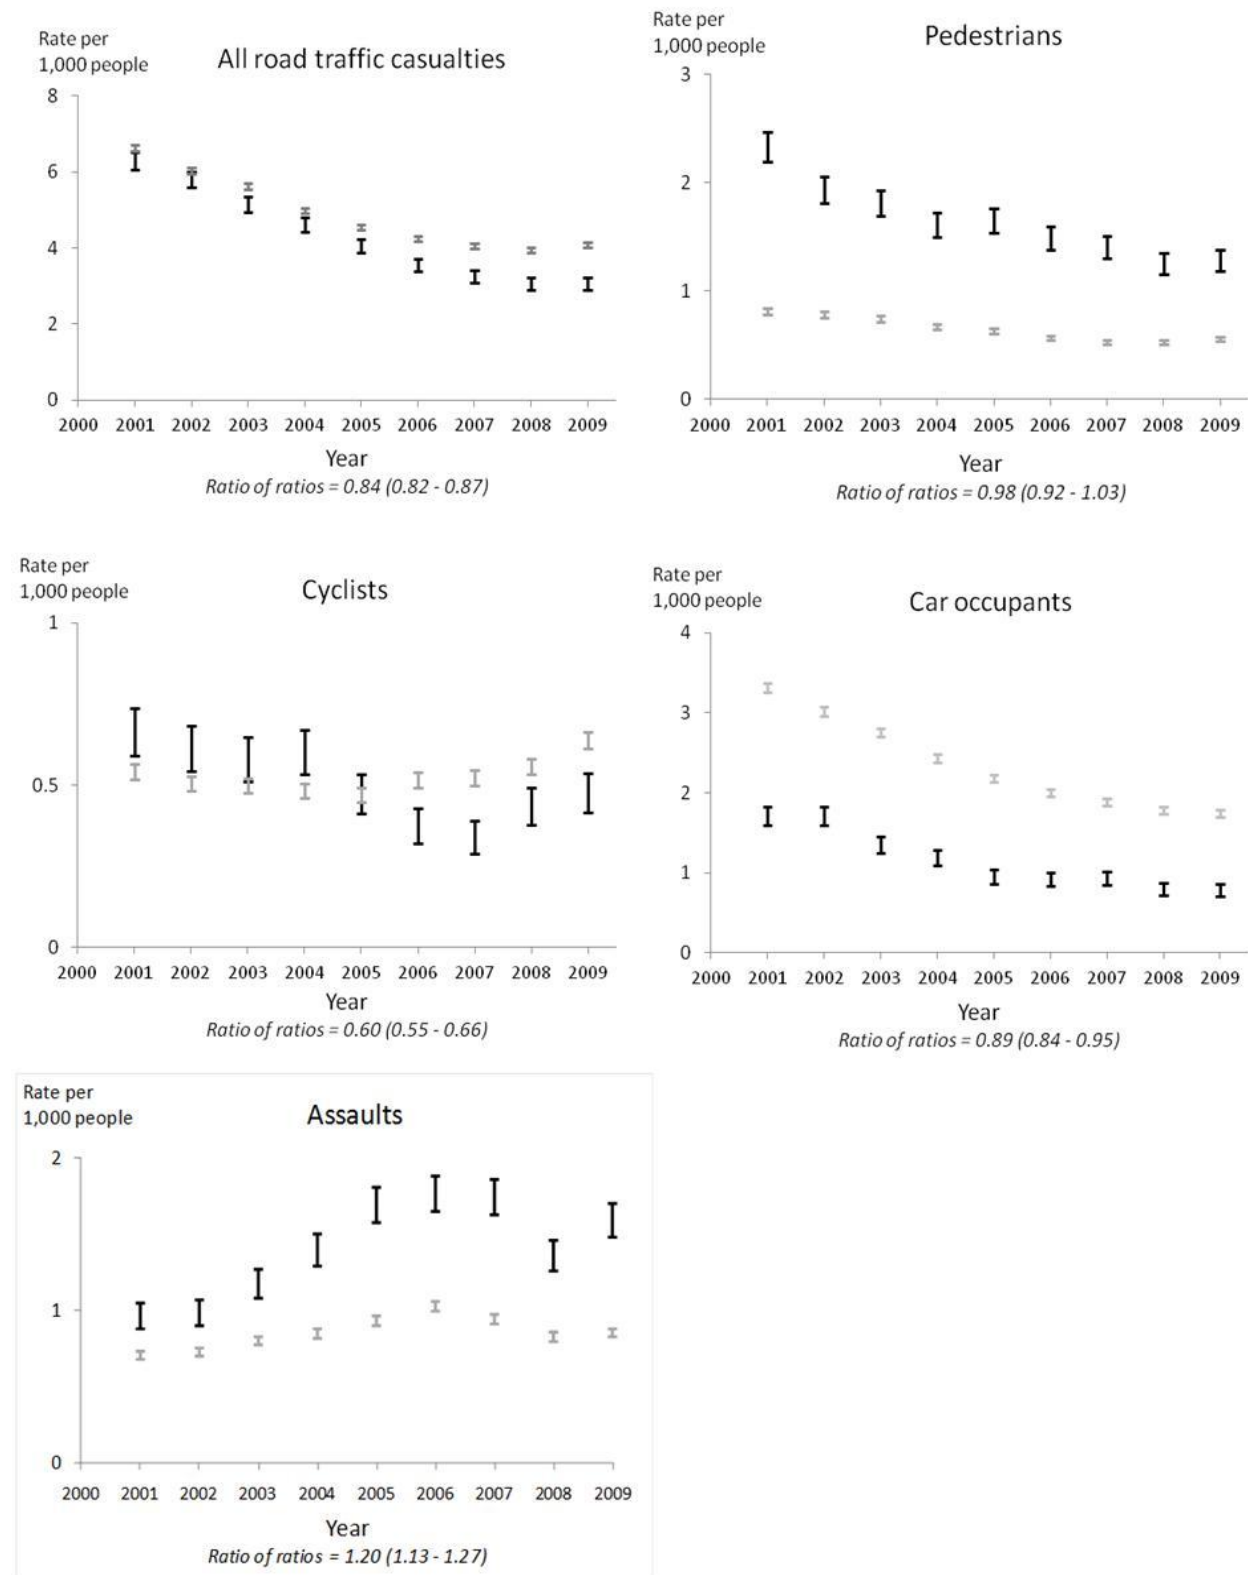 Rate per
1,000 people
All road traffic casualties
8
6
4
2
0
2000 2001 2002 2003 2004 2005 2006 2007 2008 2009
Year
Ratio of ratios = 0.84 (0.82 - 0.87)
Rate per
1,000 people
Pedestrians
3
2
1
0
2000 2001 2002 2003 2004 2005 2006 2007 2008 2009
Year
Ratio of ratios = 0.98 (0.92 - 1.03)
Rate per
1,000 people
Cyclists
1
0.5
0
2000 2001 2002 2003 2004 2005 2006 2007 2008 2009
Year
Ratio of ratios = 0.60 (0.55 - 0.66)
Rate per
1,000 people
Car occupants
4
3
2
1
0
2000 2001 2002 2003 2004 2005 2006 2007 2008 2009
Year
Ratio of ratios = 0.89 (0.84 - 0.95)
Rate per
1,000 people
Assaults
2
1
0
2000 2001 2002 2003 2004 2005 2006 2007 2008 2009
Year
Ratio of ratios = 1.20 (1.13 - 1.27)